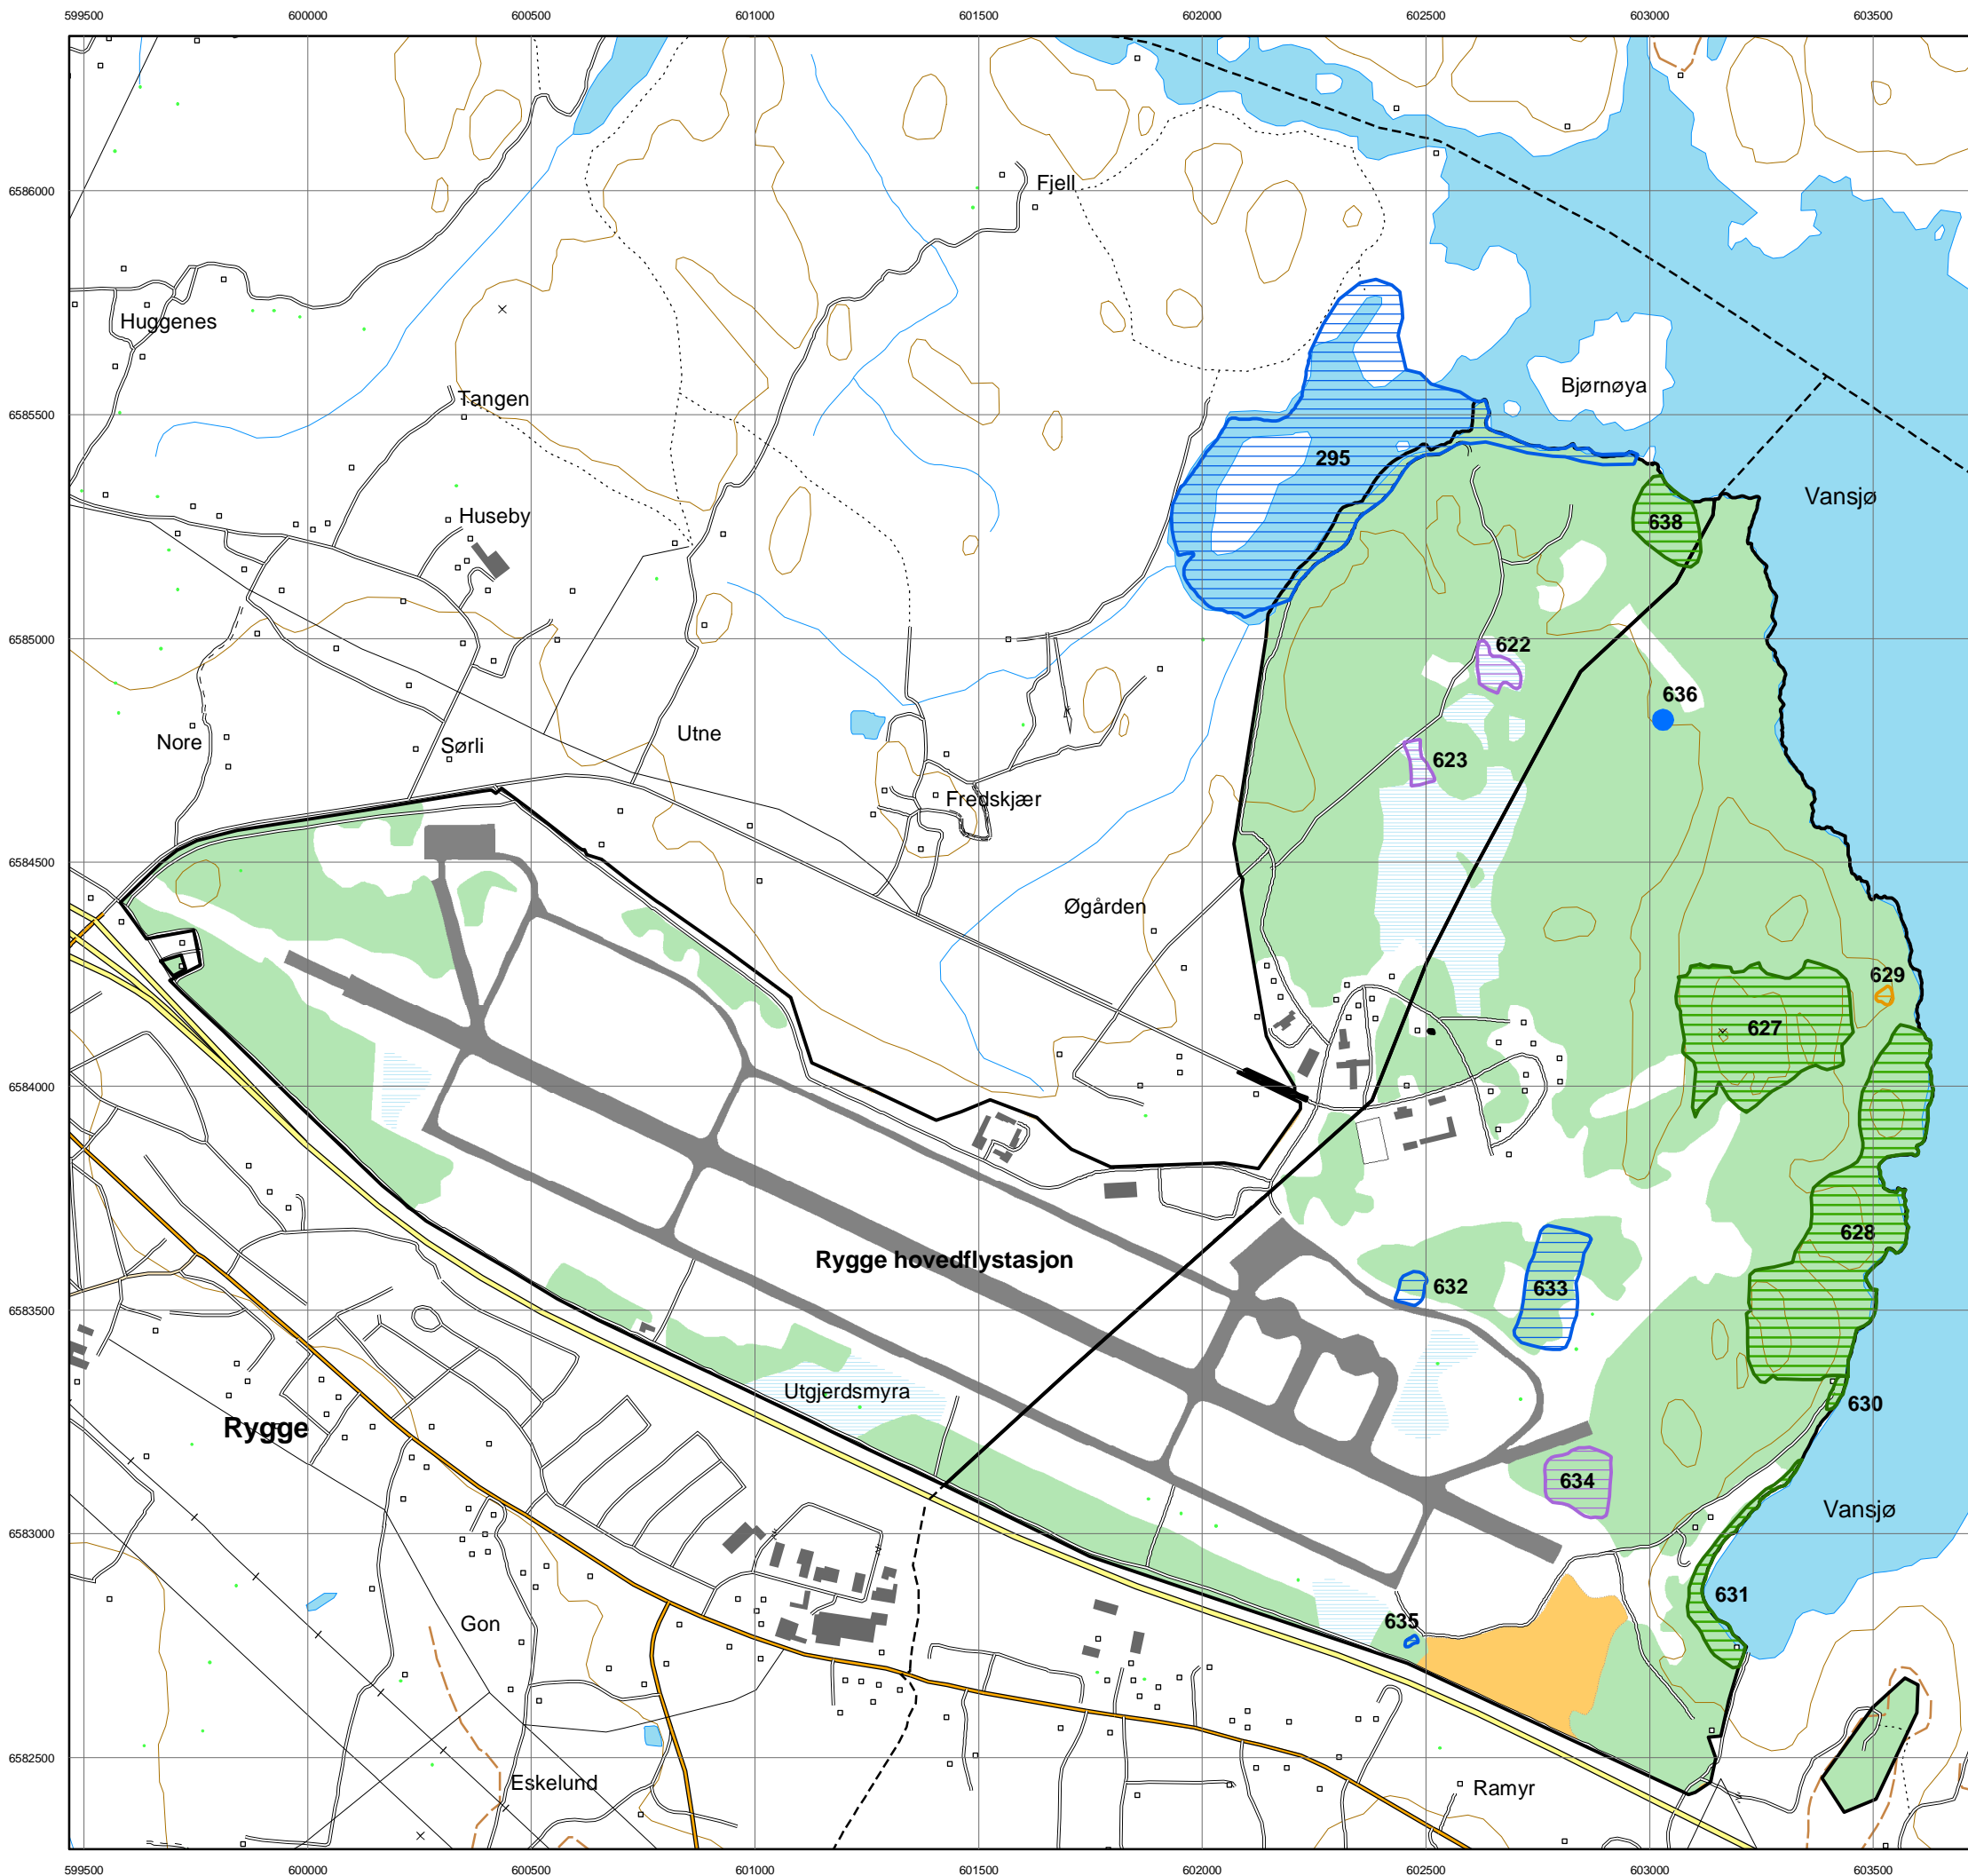 599500 600000 600500 601000 601500 602000 602500 603000 603500
6586000
Fjell
Huggenes
Bjørnøya
Tangen
6585500
295
Vansjø
Huseby
638
6585000
622
636
Utne
Nore
Sørli
623
Fredskjær
6584500
Øgården
629
627
6584000
628
Rygge hovedflystasjon
632
633
6583500
Utgjerdsmyra
630
Rygge
634
Vansjø
6583000
631
Gon
635
6582500
Eskelund
Ramyr
599500 600000 600500 601000 601500 602000 602500 603000 603500